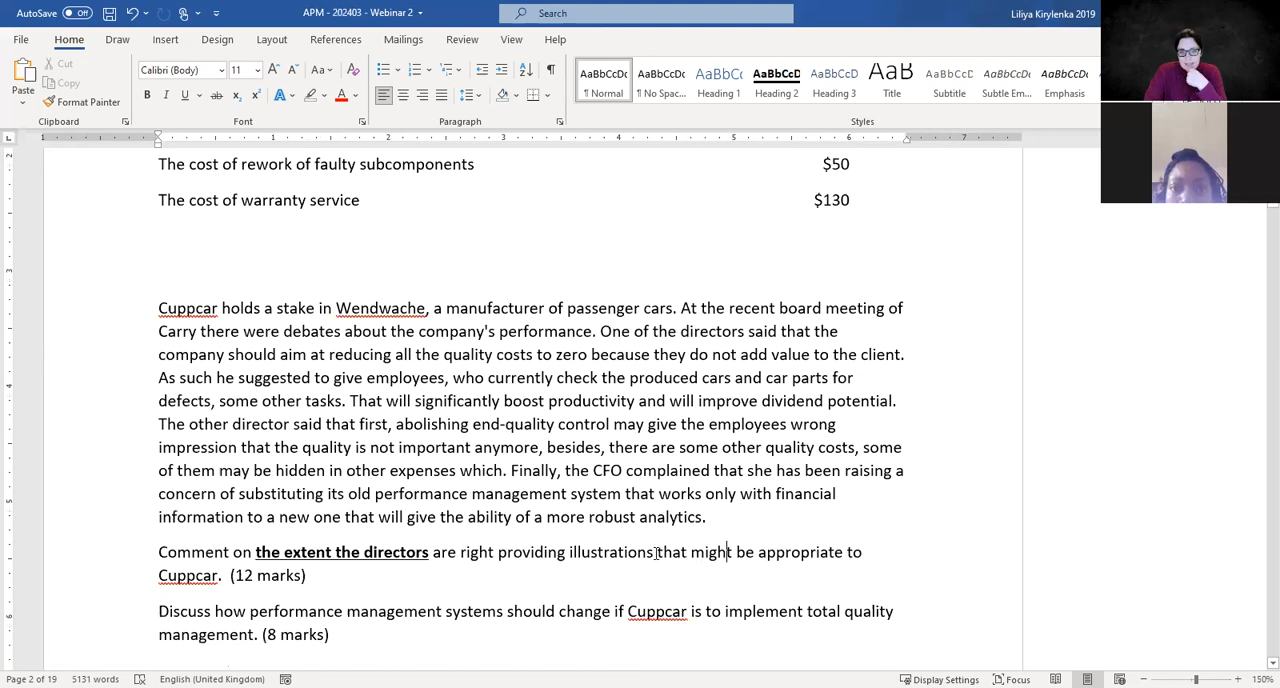 AutoSave Off APM - 202403 - Webinar 2 Search Liliya Kirylenka 2019
File Home Draw Insert Design Layout References Mailings Review View Help
Paste Cut Copy Format Painter
Calibri (Body) 11
AaBbCcDc AaBbCcDc AaBbCc AaBbCcD AaBbCcD AaB AaBbCcD AaBbCcD AaBbCcDc
Normal No Spac... Heading 1 Heading 2 Heading 3 Title Subtitle Subtle Em... Emphasis
Clipboard Font Paragraph Styles
The cost of rework of faulty subcomponents $50
The cost of warranty service $130
Cuppcar holds a stake in Wendwache, a manufacturer of passenger cars. At the recent board meeting of
Carry there were debates about the company's performance. One of the directors said that the
company should aim at reducing all the quality costs to zero because they do not add value to the client.
As such he suggested to give employees, who currently check the produced cars and car parts for
defects, some other tasks. That will significantly boost productivity and will improve dividend potential.
The other director said that first, abolishing end-quality control may give the employees wrong
impression that the quality is not important anymore, besides, there are some other quality costs, some
of them may be hidden in other expenses which. Finally, the CFO complained that she has been raising a
concern of substituting its old performance management system that works only with financial
information to a new one that will give the ability of a more robust analytics.
Comment on the extent the directors are right providing illustrations that might be appropriate to
Cuppcar. (12 marks)
Discuss how performance management systems should change if Cuppcar is to implement total quality
management. (8 marks)
Page 2 of 19 5131 words English (United Kingdom) Display Settings Focus 150%